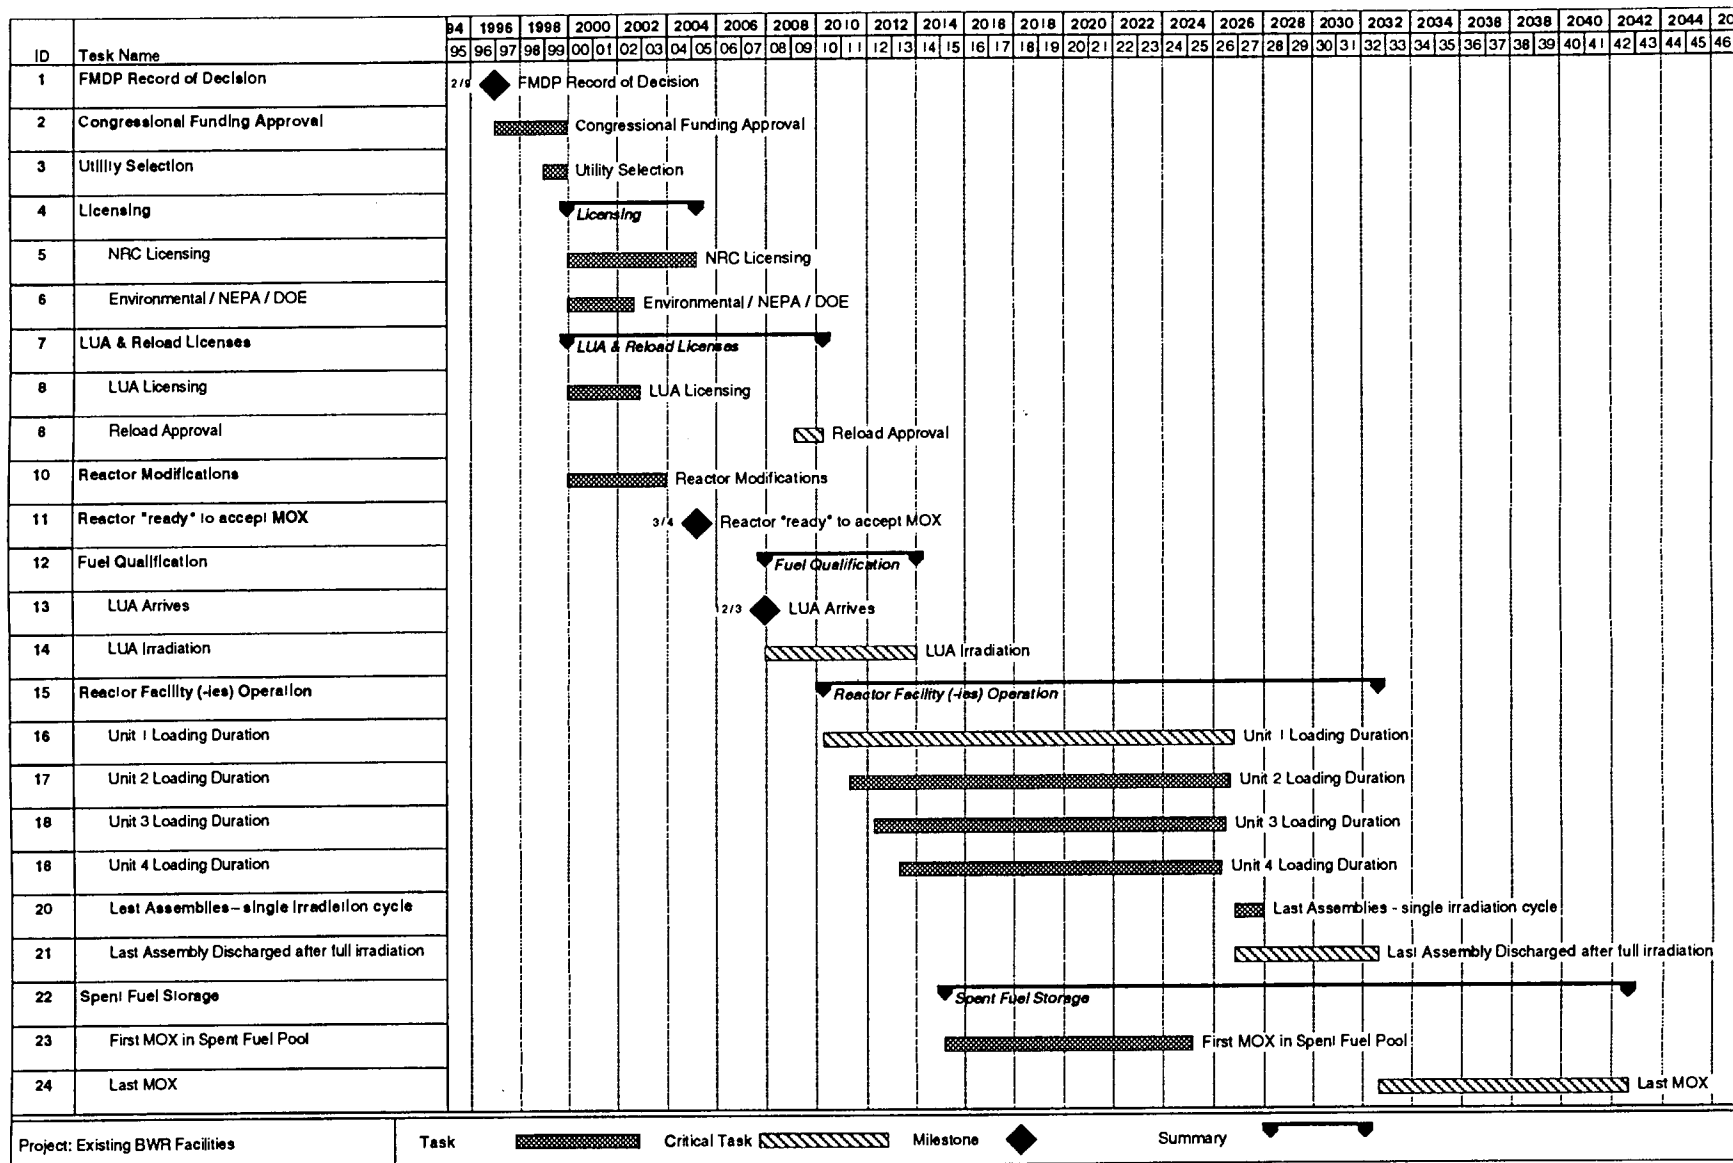 94 1996 1998 2000 2002 2004 2006 2008 2010 2012 2014 2016 2018 2020 2022 2024 2026 2028 2030 2032 2034 2036 2038 2040 2042 2044 20
ID Task Name 95 96 97 98 99 00 01 02 03 04 05 06 07 08 09 10 11 12 13 14 15 16 17 18 19 20 21 22 23 24 25 26 27 28 29 30 31 32 33 34 35 36 37 38 39 40 41 42 43 44 45 46
1 FMDP Record of Decision 2/9 FMDP Record of Decision
2 Congressional Funding Approval Congressional Funding Approval
3 Utility Selection Utility Selection
4 Licensing Licensing
5 NRC Licensing NRC Licensing
6 Environmental / NEPA / DOE Environmental / NEPA / DOE
7 LUA & Reload Licenses LUA & Reload Licenses
8 LUA Licensing LUA Licensing
Reload Approval Reload Approval
10 Reactor Modifications Reactor Modifications
11 Reactor "ready" to accept MOX 3/4 Reactor "ready" to accept MOX
12 Fuel Qualification Fuel Qualification
13 LUA Arrives 12/3 LUA Arrives
14 LUA Irradiation LUA Irradiation
15 Reactor Facility (-ies) Operation Reactor Facility (-ies) Operation
16 Unit 1 Loading Duration Unit 1 Loading Duration
17 Unit 2 Loading Duration Unit 2 Loading Duration
18 Unit 3 Loading Duration Unit 3 Loading Duration
Unit 4 Loading Duration Unit 4 Loading Duration
20 Last Assemblies - single irradiation cycle Last Assemblies - single irradiation cycle
21 Last Assembly Discharged after full irradiation Last Assembly Discharged after full irradiation
22 Spent Fuel Storage Spent Fuel Storage
23 First MOX in Spent Fuel Pool First MOX in Spent Fuel Pool
24 Last MOX Last MOX
Project: Existing BWR Facilities Task Critical Task Milestone Summary